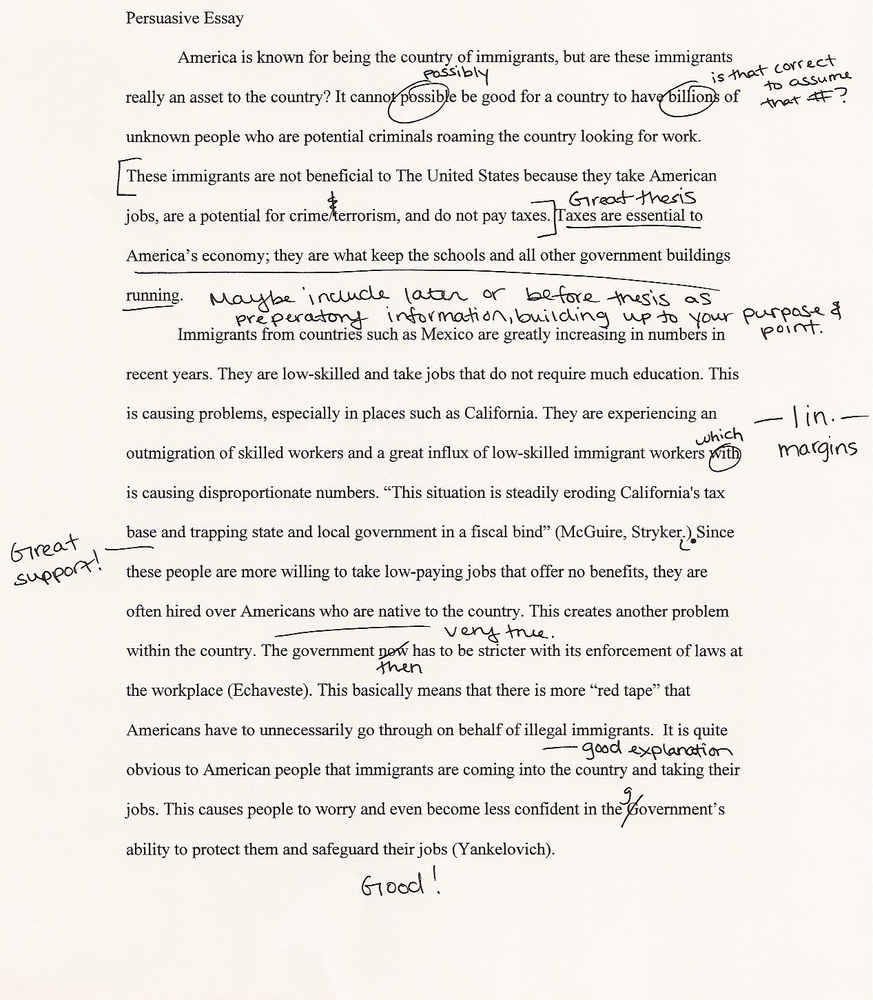 Persuasive Essay
America is known for being the country of immigrants, but are these immigrants
possibly
is that correct
to assume
that #?
really an asset to the country? It cannot possible be good for a country to have billions of
unknown people who are potential criminals roaming the country looking for work.
These immigrants are not beneficial to The United States because they take American
& Great thesis
jobs, are a potential for crime/terrorism, and do not pay taxes. Taxes are essential to
America's economy; they are what keep the schools and all other government buildings
running. Maybe include later or before thesis as
preperatory information, building up to your purpose &
point.
Immigrants from countries such as Mexico are greatly increasing in numbers in
recent years. They are low-skilled and take jobs that do not require much education. This
is causing problems, especially in places such as California. They are experiencing an
— 1 in. —
margins
which
outmigration of skilled workers and a great influx of low-skilled immigrant workers with
is causing disproportionate numbers. “This situation is steadily eroding California's tax
base and trapping state and local government in a fiscal bind” (McGuire, Stryker.). Since
Great
support!
these people are more willing to take low-paying jobs that offer no benefits, they are
often hired over Americans who are native to the country. This creates another problem
very true.
within the country. The government now has to be stricter with its enforcement of laws at
then
the workplace (Echaveste). This basically means that there is more “red tape” that
Americans have to unnecessarily go through on behalf of illegal immigrants.  It is quite
— good explanation
obvious to American people that immigrants are coming into the country and taking their
g
jobs. This causes people to worry and even become less confident in the Government’s
ability to protect them and safeguard their jobs (Yankelovich).
Good!